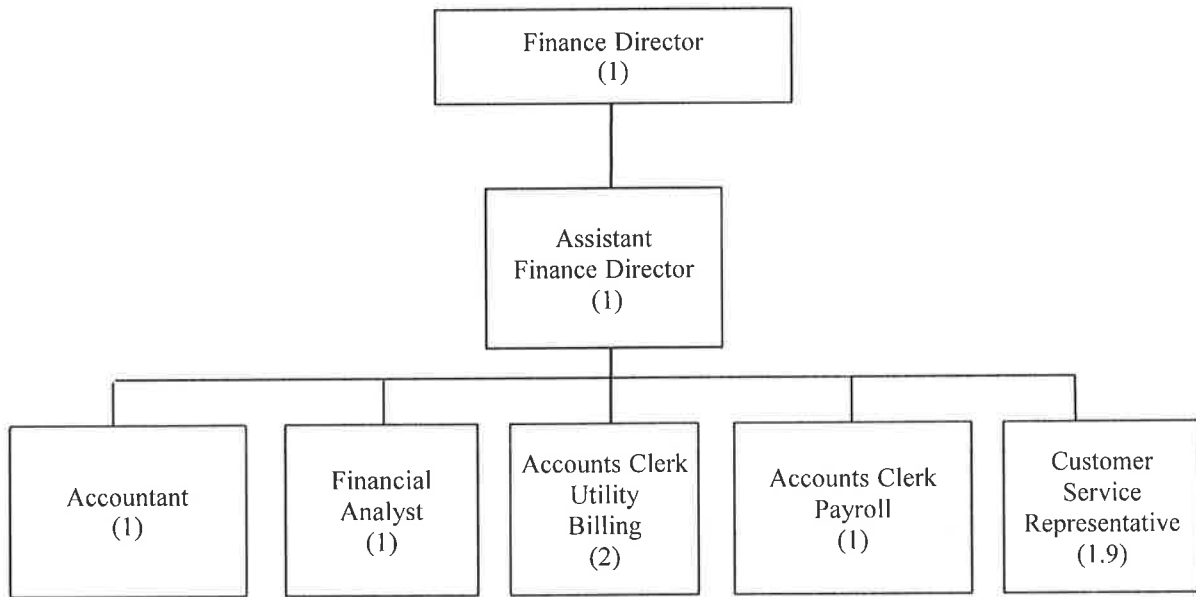 Finance Director
(1)
Assistant
Finance Director
(1)
Accountant
(1)
Financial
Analyst
(1)
Accounts Clerk
Utility
Billing
(2)
Accounts Clerk
Payroll
(1)
Customer
Service
Representative
(1.9)